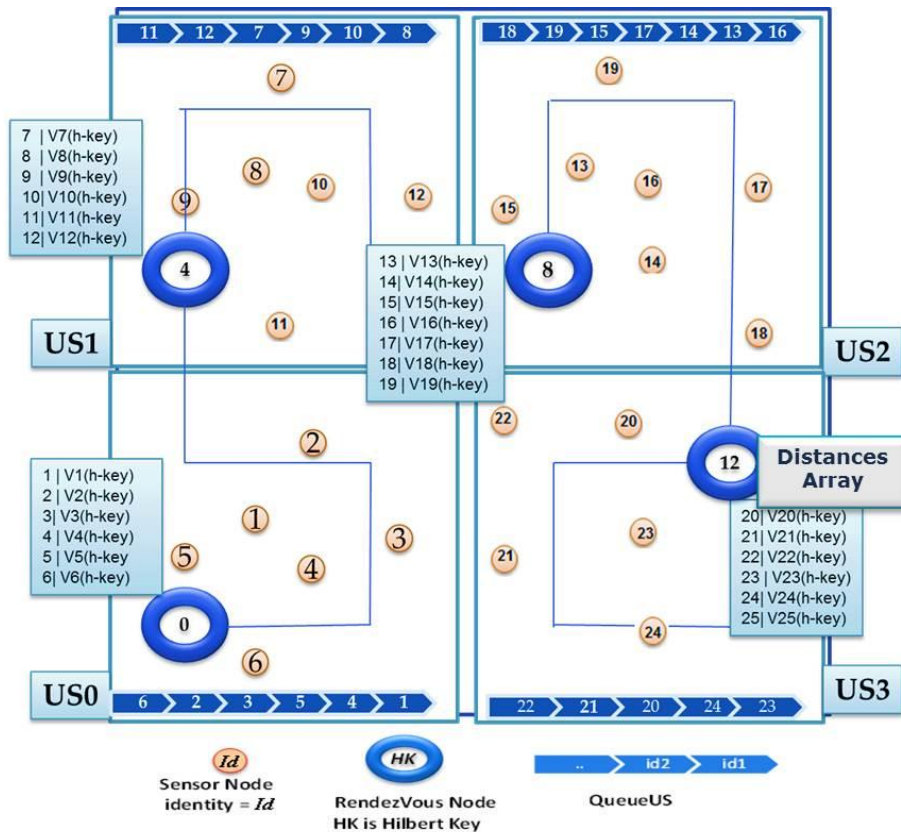 11 12 7 9 10 8
18 19 15 17 14 13 16
7
19
7 | V7(h-key)
8 | V8(h-key)
9 | V9(h-key)
10| V10(h-key)
11| V11(h-key
12| V12(h-key)
8
10
9
12
13
16
17
15
4
8
14
13 | V13(h-key)
14| V14(h-key)
15| V15(h-key)
16| V16(h-key)
17| V17(h-key)
18| V18(h-key)
19 | V19(h-key)
11
18
US1
US2
22
20
2
12
Distances
Array
1 | V1(h-key)
2 | V2(h-key)
3| V3(h-key)
4 | V4(h-key)
5 | V5(h-key
6| V6(h-key)
1
3
5
4
23
21
20| V20(h-key)
21| V21(h-key)
22| V22(h-key)
23 | V23(h-key)
24| V24(h-key)
25| V25(h-key)
0
24
6
US0
US3
6 2 3 5 4 1
22 21 20 24 23
Id
HK
.. id2 id1
Sensor Node
identity = Id
RendezVous Node
HK is Hilbert Key
QueueUS